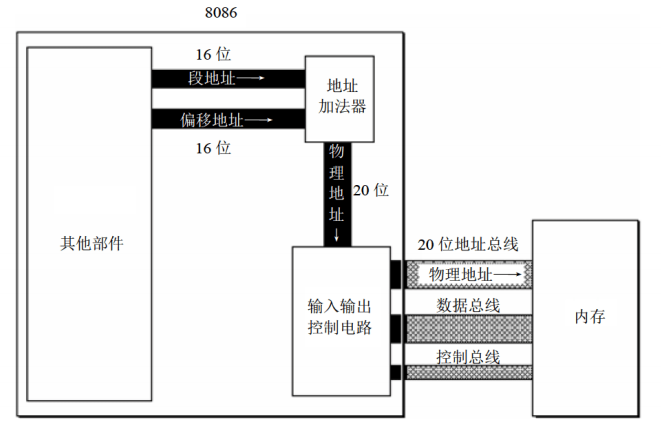 8086
16 位
段地址→
偏移地址→
16 位
地址
加法器
物理地址→
20 位
其他部件
输入输出
控制电路
20 位地址总线
物理地址→
数据总线
控制总线
内存